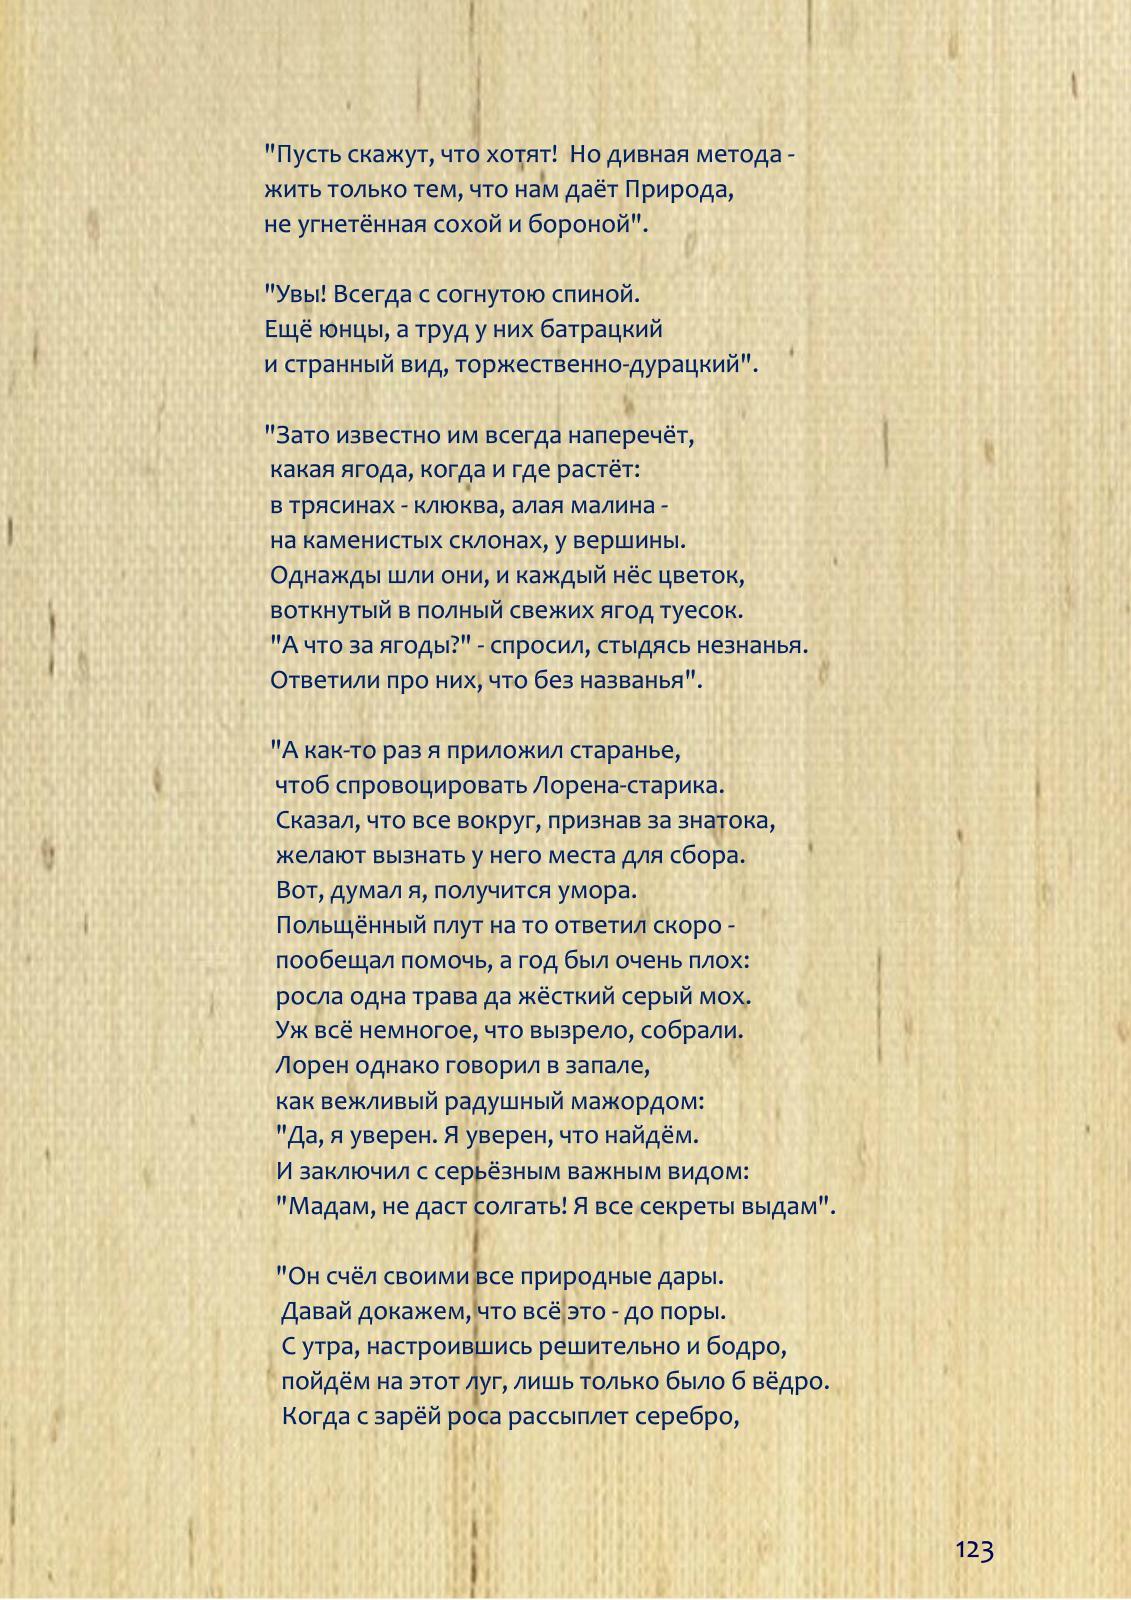 "Пусть скажут, что хотят!  Но дивная метода -
жить только тем, что нам даёт Природа,
не угнетённая сохой и бороной".
"Увы! Всегда с согнутою спиной.
Ещё юнцы, а труд у них батрацкий
и странный вид, торжественно-дурацкий".
"Зато известно им всегда наперечёт,
какая ягода, когда и где растёт:
в трясинах - клюква, алая малина -
на каменистых склонах, у вершины.
Однажды шли они, и каждый нёс цветок,
воткнутый в полный свежих ягод туесок.
"А что за ягоды?" - спросил, стыдясь незнанья.
Ответили про них, что без названья".
"А как-то раз я приложил старанье,
чтоб спровоцировать Лорена-старика.
Сказал, что все вокруг, признав за знатока,
желают вызнать у него места для сбора.
Вот, думал я, получится умора.
Польщённый плут на то ответил скоро -
пообещал помочь, а год был очень плох:
росла одна трава да жёсткий серый мох.
Уж всё немногое, что вызрело, собрали.
Лорен однако говорил в запале,
как вежливый радушный мажордом:
"Да, я уверен. Я уверен, что найдём.
И заключил с серьёзным важным видом:
"Мадам, не даст солгать! Я все секреты выдам".
"Он счёл своими все природные дары.
Давай докажем, что всё это - до поры.
С утра, настроившись решительно и бодро,
пойдём на этот луг, лишь только было б вёдро.
Когда с зарёй роса рассыплет серебро,
123